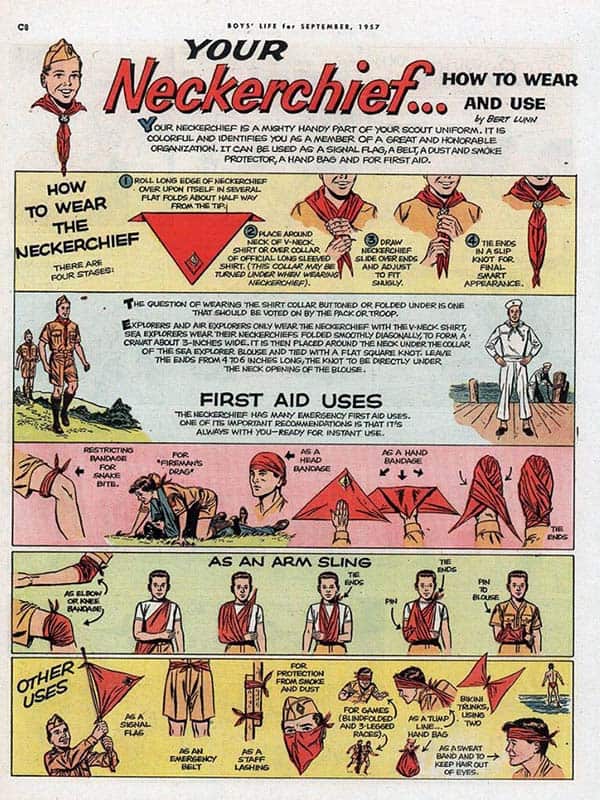 C8
BOYS' LIFE for SEPTEMBER, 1957
YOUR
Neckerchief...
HOW TO WEAR
AND USE
by BERT LUNN
YOUR NECKERCHIEF IS A MIGHTY HANDY PART OF YOUR SCOUT UNIFORM. IT IS
COLORFUL AND IDENTIFIES YOU AS A MEMBER OF A GREAT AND HONORABLE
ORGANIZATION. IT CAN BE USED AS A SIGNAL FLAG, A BELT, A DUST AND SMOKE
PROTECTOR, A HAND BAG AND FOR FIRST AID.
HOW
TO WEAR
THE
NECKERCHIEF
THERE ARE
FOUR STAGES:
1 ROLL LONG EDGE OF NECKERCHIEF
OVER UPON ITSELF IN SEVERAL
FLAT FOLDS ABOUT HALF WAY
FROM THE TIP.
2 PLACE AROUND
NECK OF V-NECK
SHIRT OR OVER COLLAR
OF OFFICIAL LONG SLEEVED
SHIRT. (THIS COLLAR MAY BE
TURNED UNDER WHEN WEARING
NECKERCHIEF).
3 DRAW
NECKERCHIEF
SLIDE OVER ENDS
AND ADJUST
TO FIT
SNUGLY.
4 TIE ENDS
IN A SLIP
KNOT FOR
FINAL
SMART
APPEARANCE.
THE QUESTION OF WEARING THE SHIRT COLLAR BUTTONED OR FOLDED UNDER IS ONE
THAT SHOULD BE VOTED ON BY THE PACK OR TROOP.
EXPLORERS AND AIR EXPLORERS ONLY WEAR THE NECKERCHIEF WITH THE V-NECK SHIRT,
SEA EXPLORERS WEAR THEIR NECKERCHIEFS FOLDED SMOOTHLY DIAGONALLY, TO FORM A
CRAVAT ABOUT 3-INCHES WIDE. IT IS THEN PLACED AROUND THE NECK UNDER THE COLLAR
OF THE SEA EXPLORER BLOUSE AND TIED WITH A FLAT SQUARE KNOT. LEAVE
THE ENDS FROM 4 TO 6 INCHES LONG, THE KNOT TO BE DIRECTLY UNDER
THE NECK OPENING OF THE BLOUSE.
FIRST AID USES
THE NECKERCHIEF HAS MANY EMERGENCY FIRST AID USES.
ONE OF ITS IMPORTANT RECOMMENDATIONS IS THAT IT'S
ALWAYS WITH YOU—READY FOR INSTANT USE.
RESTRICTING
BANDAGE
FOR
SNAKE
BITE.
FOR
"FIREMAN'S
DRAG"
AS A
HEAD
BANDAGE
AS A HAND
BANDAGE
TIE
ENDS
AS ELBOW
OR KNEE
BANDAGE
AS AN ARM SLING
TIE
ENDS
PIN
TIE
ENDS
PIN
TO
BLOUSE
OTHER
USES
AS A
SIGNAL
FLAG
AS AN
EMERGENCY
BELT
AS A
STAFF
LASHING
FOR
PROTECTION
FROM SMOKE
AND DUST
FOR GAMES
(BLINDFOLDED
AND 3-LEGGED
RACES)
AS A TUMP
LINE...
HAND BAG
BIKINI
TRUNKS,
USING
TWO
AS A SWEAT
BAND AND TO
KEEP HAIR OUT
OF EYES.